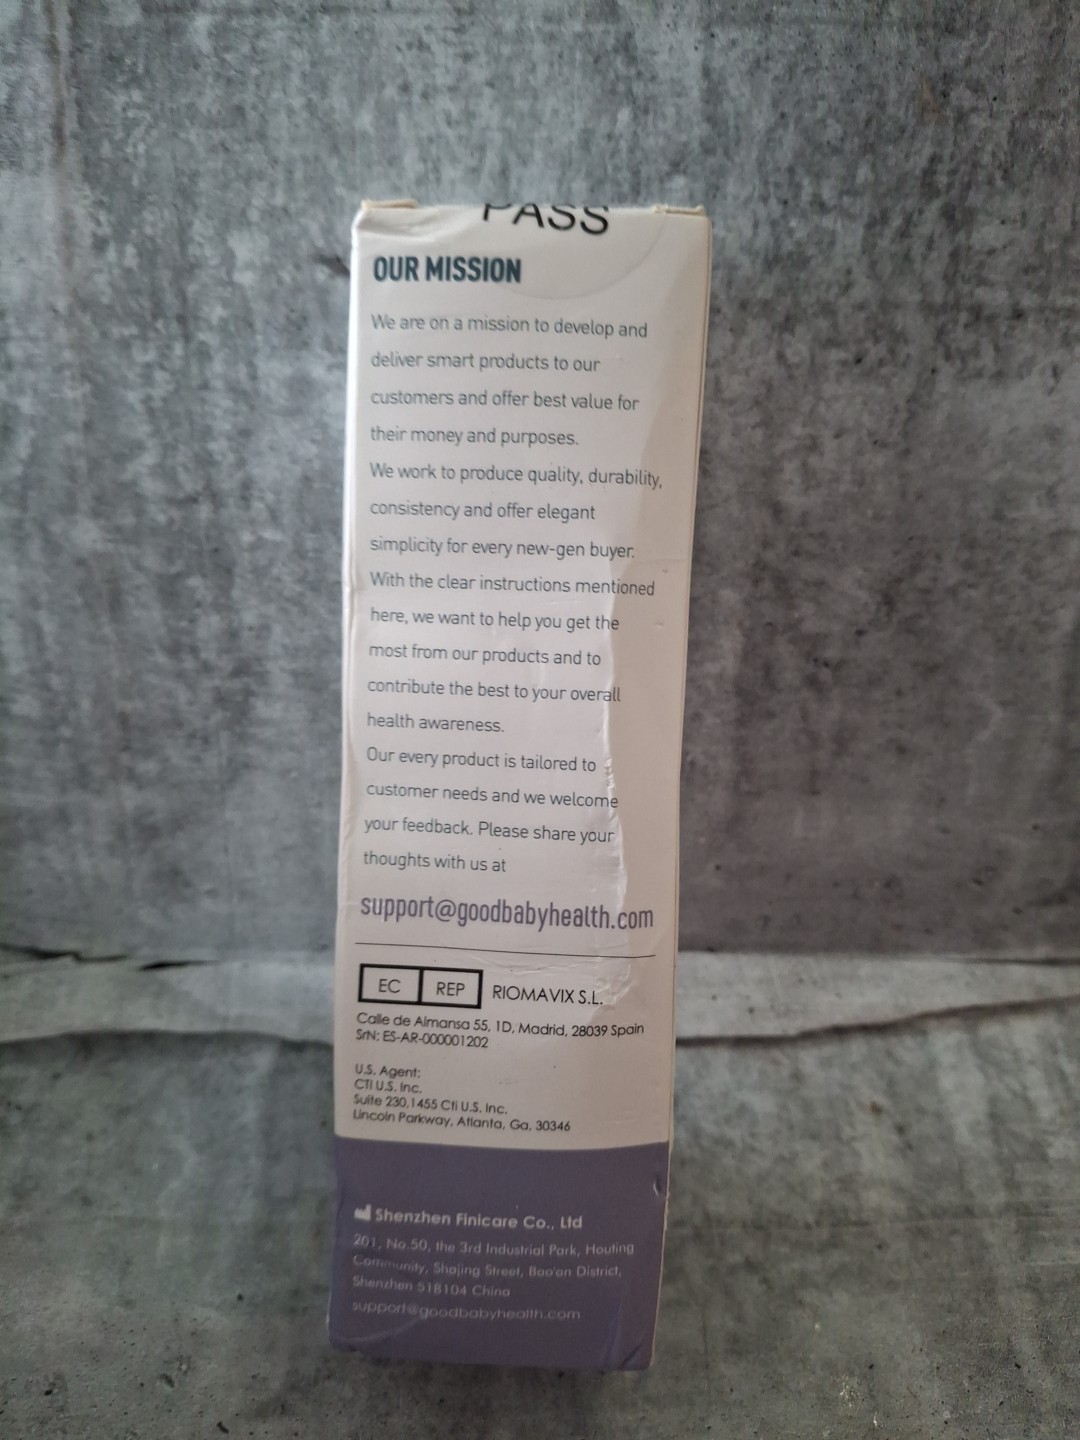 PASS
OUR MISSION
We are on a mission to develop and
deliver smart products to our
customers and offer best value for
their money and purposes.
We work to produce quality, durability,
consistency and offer elegant
simplicity for every new-gen buyer.
With the clear instructions mentioned
here, we want to help you get the
most from our products and to
contribute the best to your overall
health awareness.
Our every product is tailored to
customer needs and we welcome
your feedback. Please share your
thoughts with us at
support@goodbabyhealth.com
EC REP RIOMAVIX S.L.
Calle de Almansa 55, 1D, Madrid, 28039 Spain
SrN: ES-AR-000001202
U.S. Agent:
CTI U.S. Inc.
Suite 230,1455 Cti U.S. Inc.
Lincoln Parkway, Atlanta, Ga, 30346
Shenzhen Finicare Co., Ltd
201, No.50, the 3rd Industrial Park, Houting
Community, Shajing Street, Bao'an District,
Shenzhen 518104 China
support@goodbabyhealth.com